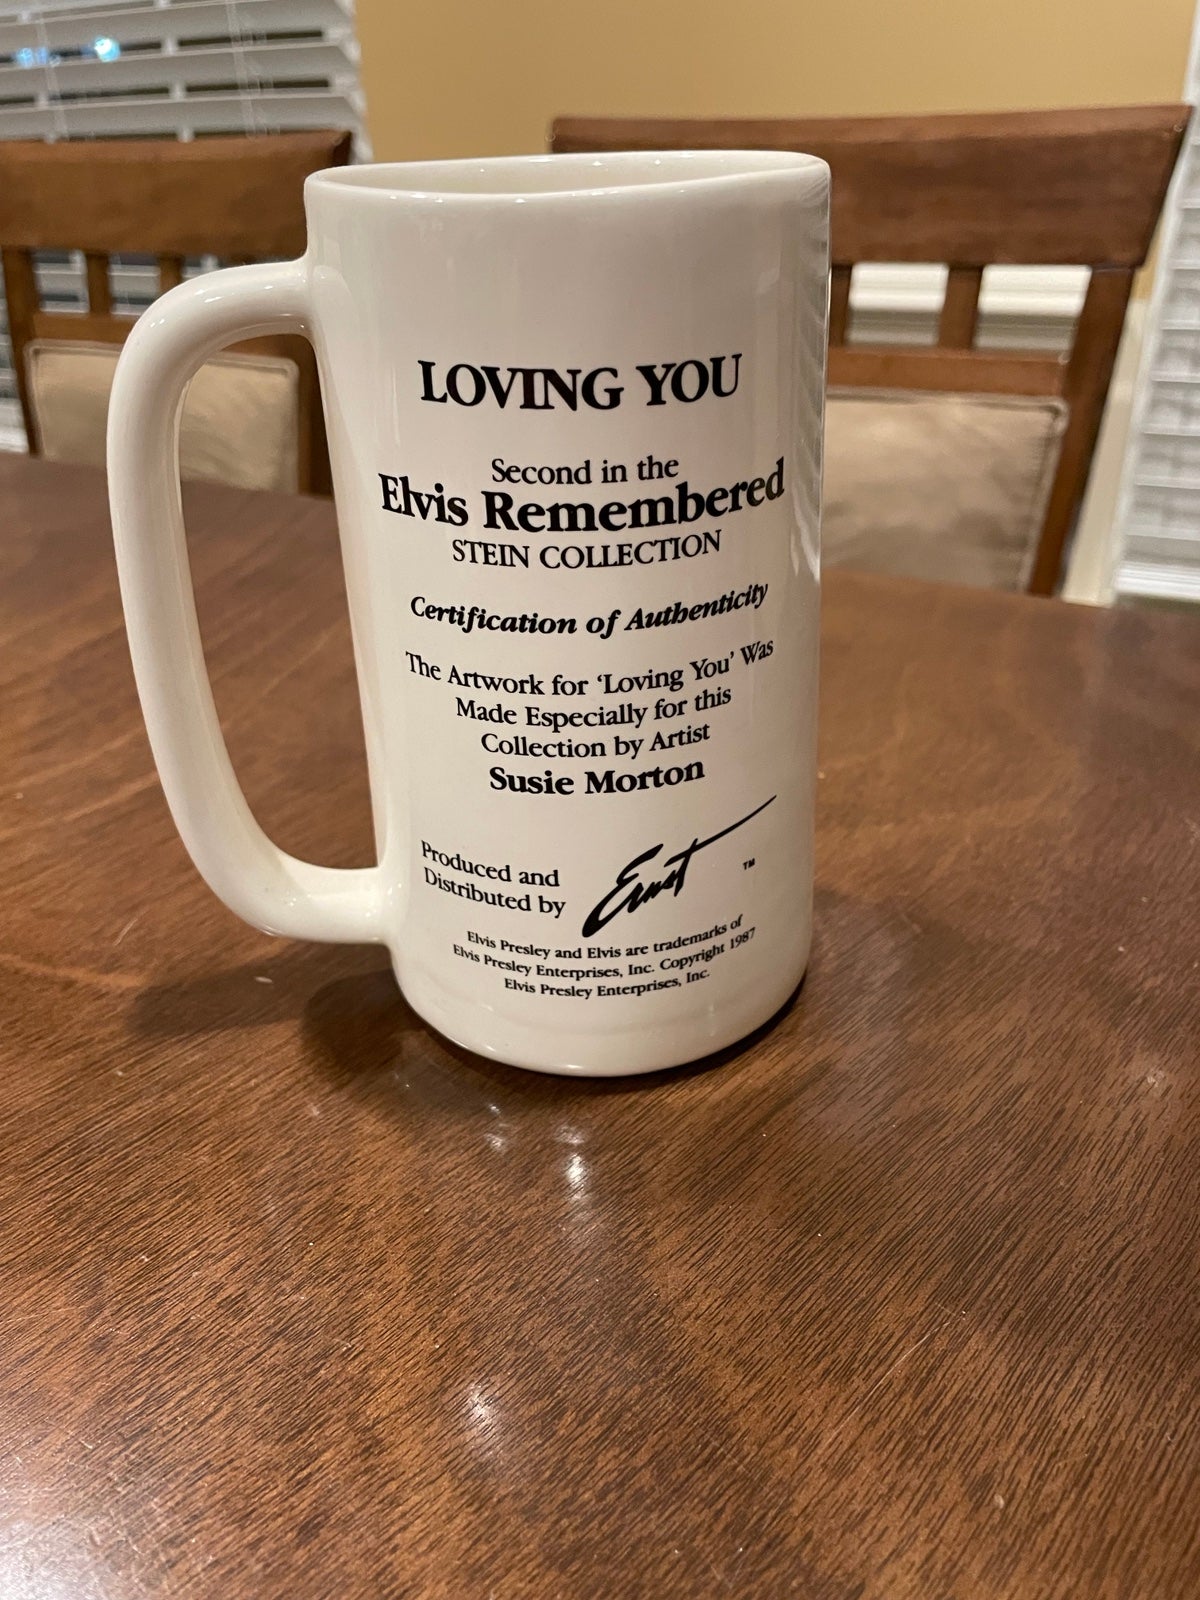 LOVING YOU
Second in the
Elvis Remembered
STEIN COLLECTION
Certification of Authenticity
The Artwork for ‘Loving You’ Was
Made Especially for this
Collection by Artist
Susie Morton
Produced and
Distributed by
Ernst ™
Elvis Presley and Elvis are trademarks of
Elvis Presley Enterprises, Inc. Copyright 1987
Elvis Presley Enterprises, Inc.